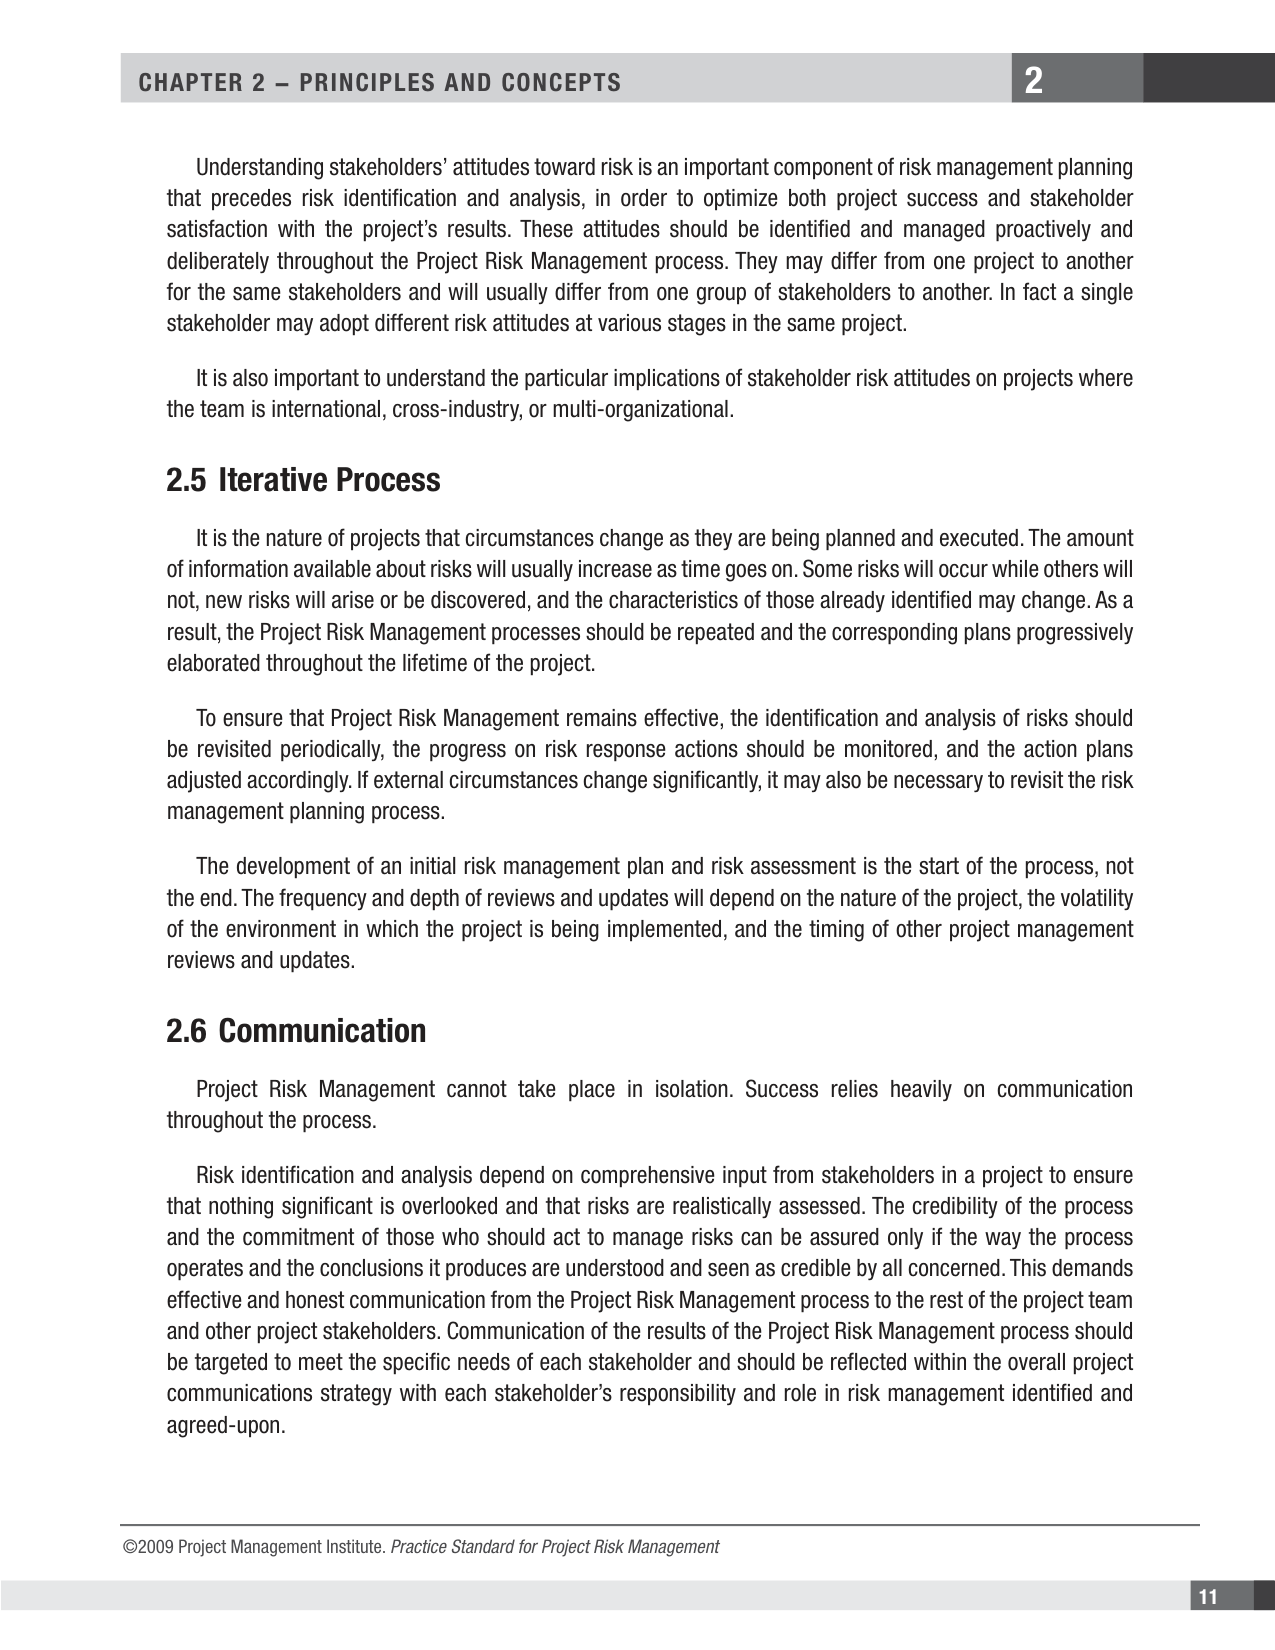 CHAPTER 2 – PRINCIPLES AND CONCEPTS
2
Understanding stakeholders’ attitudes toward risk is an important component of risk management planning
that precedes risk identification and analysis, in order to optimize both project success and stakeholder
satisfaction with the project’s results. These attitudes should be identified and managed proactively and
deliberately throughout the Project Risk Management process. They may differ from one project to another
for the same stakeholders and will usually differ from one group of stakeholders to another. In fact a single
stakeholder may adopt different risk attitudes at various stages in the same project.
It is also important to understand the particular implications of stakeholder risk attitudes on projects where
the team is international, cross-industry, or multi-organizational.
2.5 Iterative Process
It is the nature of projects that circumstances change as they are being planned and executed. The amount
of information available about risks will usually increase as time goes on. Some risks will occur while others will
not, new risks will arise or be discovered, and the characteristics of those already identified may change. As a
result, the Project Risk Management processes should be repeated and the corresponding plans progressively
elaborated throughout the lifetime of the project.
To ensure that Project Risk Management remains effective, the identification and analysis of risks should
be revisited periodically, the progress on risk response actions should be monitored, and the action plans
adjusted accordingly. If external circumstances change significantly, it may also be necessary to revisit the risk
management planning process.
The development of an initial risk management plan and risk assessment is the start of the process, not
the end. The frequency and depth of reviews and updates will depend on the nature of the project, the volatility
of the environment in which the project is being implemented, and the timing of other project management
reviews and updates.
2.6 Communication
Project Risk Management cannot take place in isolation. Success relies heavily on communication
throughout the process.
Risk identification and analysis depend on comprehensive input from stakeholders in a project to ensure
that nothing significant is overlooked and that risks are realistically assessed. The credibility of the process
and the commitment of those who should act to manage risks can be assured only if the way the process
operates and the conclusions it produces are understood and seen as credible by all concerned. This demands
effective and honest communication from the Project Risk Management process to the rest of the project team
and other project stakeholders. Communication of the results of the Project Risk Management process should
be targeted to meet the specific needs of each stakeholder and should be reflected within the overall project
communications strategy with each stakeholder’s responsibility and role in risk management identified and
agreed-upon.
©2009 Project Management Institute. Practice Standard for Project Risk Management
11